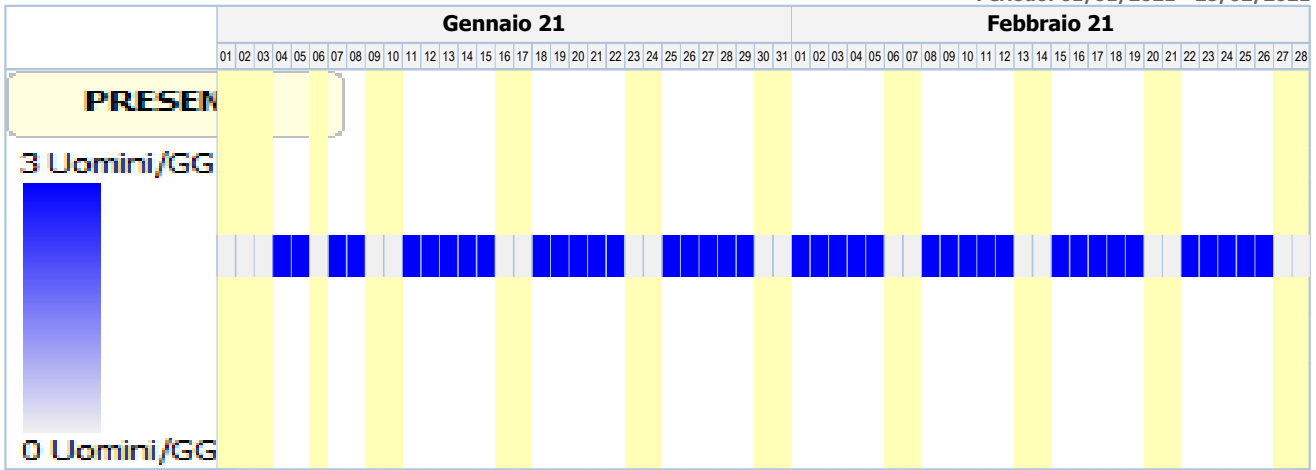 Gennaio 21 Febbraio 21
01 02 03 04 05 06 07 08 09 10 11 12 13 14 15 16 17 18 19 20 21 22 23 24 25 26 27 28 29 30 31 01 02 03 04 05 06 07 08 09 10 11 12 13 14 15 16 17 18 19 20 21 22 23 24 25 26 27 28
PRESEN
3 Uomini/GG
0 Uomini/GG